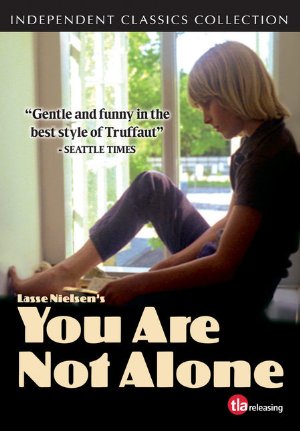 INDEPENDENT CLASSICS COLLECTION
“Gentle and funny in the
best style of Truffaut”
- SEATTLE TIMES
Lasse Nielsen's
You Are
Not Alone
tla releasing